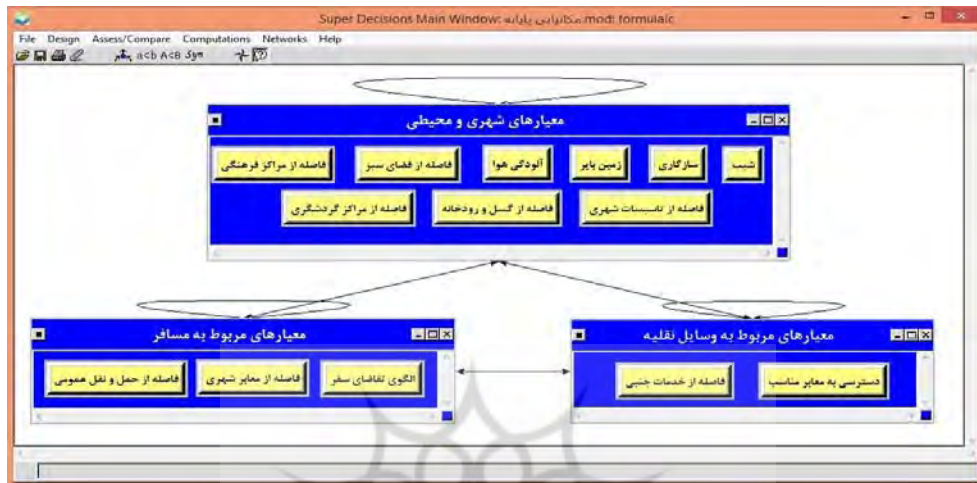 Super Decisions Main Window: مکانیابی پایانه.mod: formulaic
File Design Assess/Compare Computations Networks Help
a<b A<B Syn
معیارهای شهری و محیطی
شیب سازگاری زمین بایر آلودگی هوا فاصله از فضای سبز فاصله از مراکز فرهنگی
فاصله از تاسیسات شهری فاصله از گسل و رودخانه فاصله از مراکز گردشگری
معیارهای مربوط به وسایل نقلیه
دسترسی به معابر مناسب فاصله از خدمات جنبی
معیارهای مربوط به مسافر
الگوی تقاضای سفر فاصله از معابر شهری فاصله از حمل و نقل عمومی